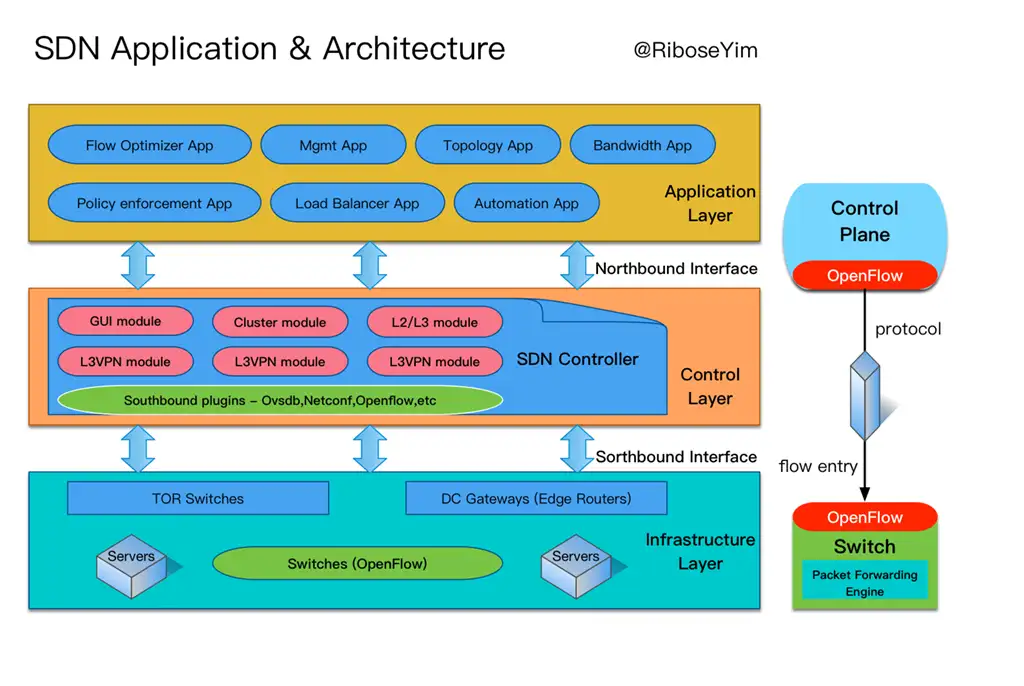 SDN Application & Architecture
@RiboseYim
Flow Optimizer App
Mgmt App
Topology App
Bandwidth App
Policy enforcement App
Load Balancer App
Automation App
Application
Layer
Northbound Interface
GUI module
Cluster module
L2/L3 module
L3VPN module
L3VPN module
L3VPN module
SDN Controller
Southbound plugins – Ovsdb,Netconf,Openflow,etc
Control
Layer
Sorthbound Interface
TOR Switches
DC Gateways (Edge Routers)
Servers
Switches (OpenFlow)
Servers
Infrastructure
Layer
Control
Plane
OpenFlow
protocol
flow entry
OpenFlow
Switch
Packet Forwarding
Engine